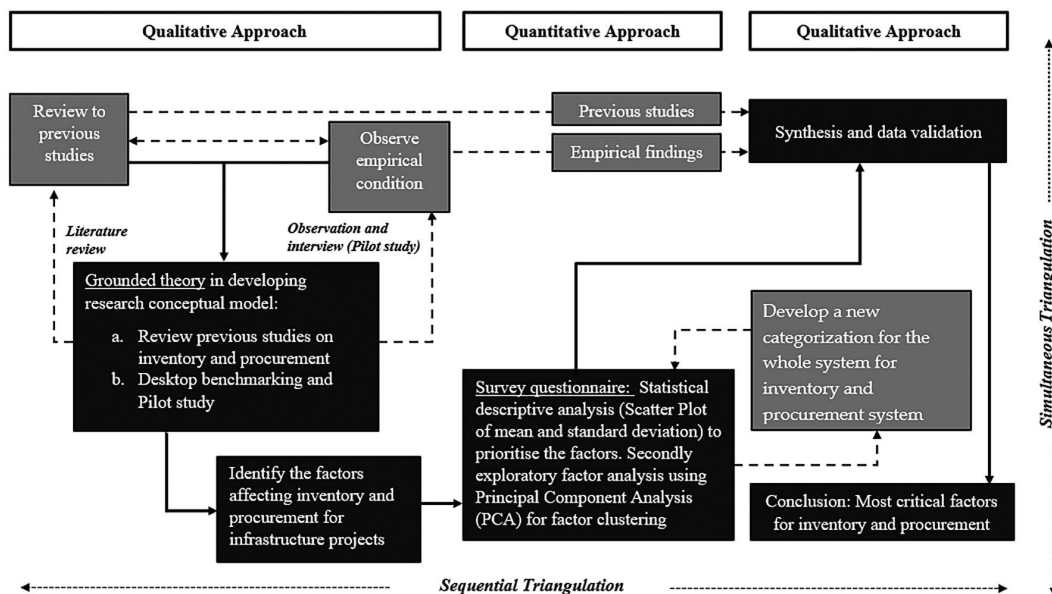 Qualitative Approach
Quantitative Approach
Qualitative Approach
Review to
previous
studies
Observe
empirical
condition
Previous studies
Empirical findings
Synthesis and data validation
Literature
review
Observation and
interview (Pilot study)
Grounded theory in developing
research conceptual model:
a. Review previous studies on
inventory and procurement
b. Desktop benchmarking and
Pilot study
Identify the factors
affecting inventory and
procurement for
infrastructure projects
Survey questionnaire: Statistical
descriptive analysis (Scatter Plot
of mean and standard deviation) to
prioritise the factors. Secondly
exploratory factor analysis using
Principal Component Analysis
(PCA) for factor clustering
Develop a new
categorization for the
whole system for
inventory and
procurement system
Conclusion: Most critical factors
for inventory and procurement
Sequential Triangulation
Simultaneous Triangulation